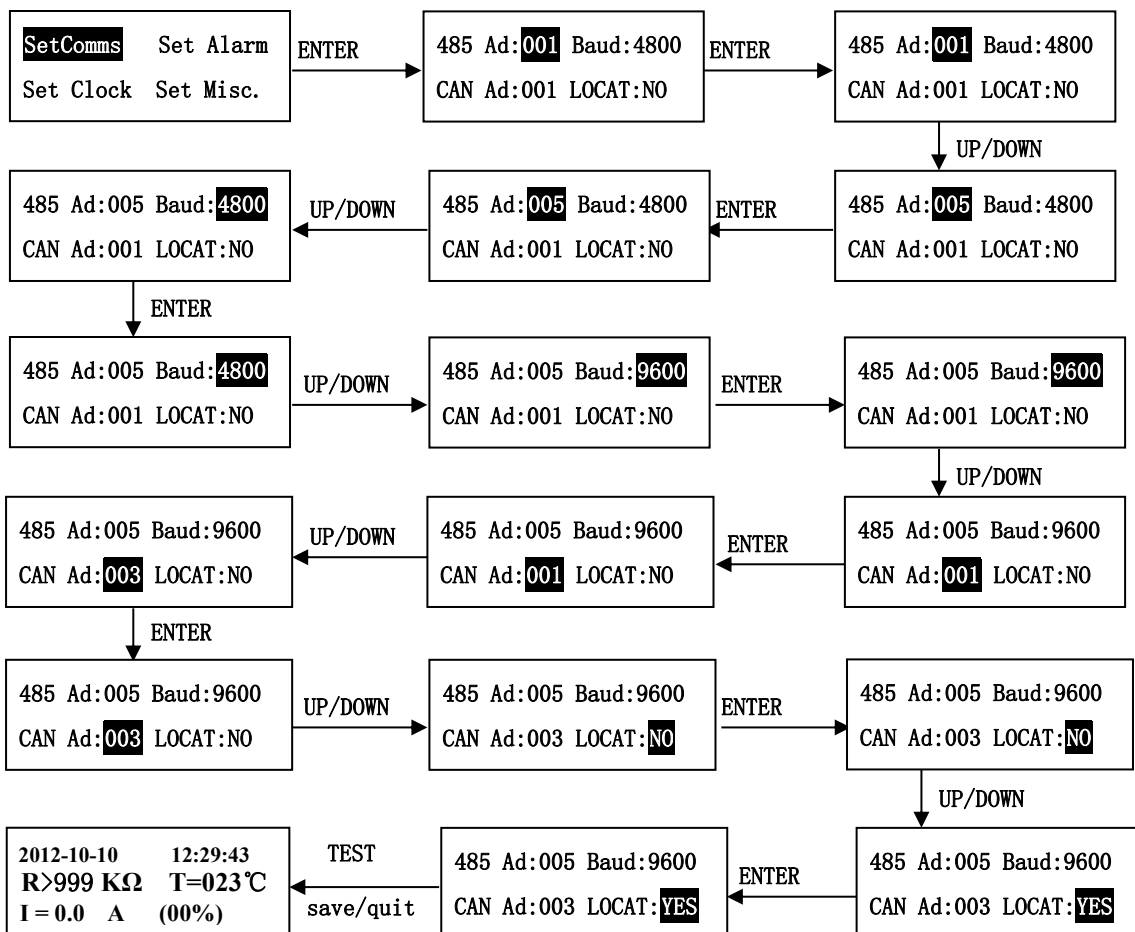 SetComms Set Alarm
Set Clock Set Misc.
ENTER
485 Ad:001 Baud:4800
CAN Ad:001 LOCAT:NO
ENTER
485 Ad:001 Baud:4800
CAN Ad:001 LOCAT:NO
UP/DOWN
485 Ad:005 Baud:4800
CAN Ad:001 LOCAT:NO
ENTER
485 Ad:005 Baud:4800
CAN Ad:001 LOCAT:NO
UP/DOWN
485 Ad:005 Baud:4800
CAN Ad:001 LOCAT:NO
ENTER
485 Ad:005 Baud:4800
CAN Ad:001 LOCAT:NO
UP/DOWN
485 Ad:005 Baud:9600
CAN Ad:001 LOCAT:NO
ENTER
485 Ad:005 Baud:9600
CAN Ad:001 LOCAT:NO
UP/DOWN
485 Ad:005 Baud:9600
CAN Ad:001 LOCAT:NO
ENTER
485 Ad:005 Baud:9600
CAN Ad:001 LOCAT:NO
UP/DOWN
485 Ad:005 Baud:9600
CAN Ad:003 LOCAT:NO
ENTER
485 Ad:005 Baud:9600
CAN Ad:003 LOCAT:NO
UP/DOWN
485 Ad:005 Baud:9600
CAN Ad:003 LOCAT:NO
ENTER
485 Ad:005 Baud:9600
CAN Ad:003 LOCAT:NO
UP/DOWN
485 Ad:005 Baud:9600
CAN Ad:003 LOCAT:YES
ENTER
485 Ad:005 Baud:9600
CAN Ad:003 LOCAT:YES
TEST
save/quit
2012-10-10 12:29:43
R>999 KΩ T=023℃
I = 0.0 A (00%)